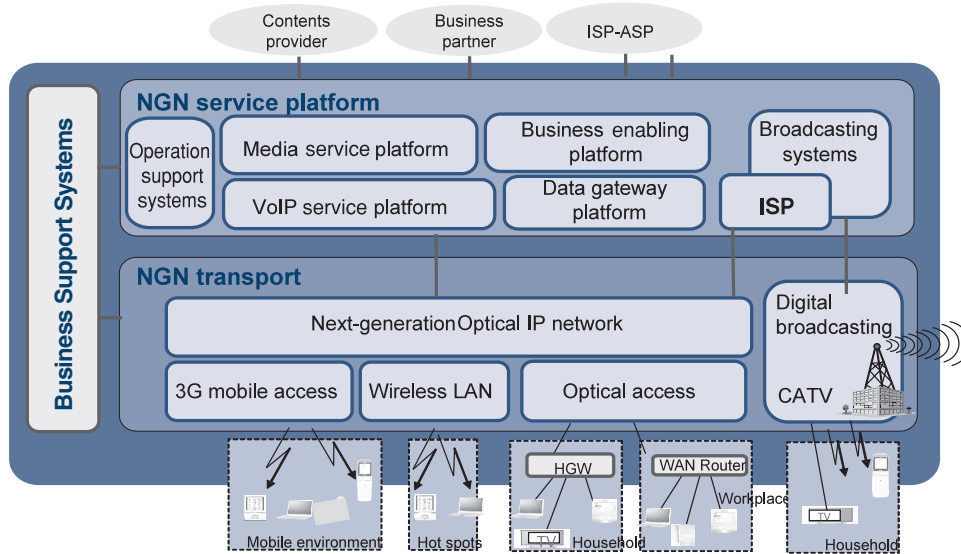 Contents
provider
Business
partner
ISP-ASP
Business Support Systems
NGN service platform
Operation
support
systems
Media service platform
Business enabling
platform
Broadcasting
systems
VoIP service platform
Data gateway
platform
ISP
NGN transport
Next-generationOptical IP network
Digital
broadcasting
CATV
3G mobile access
Wireless LAN
Optical access
HGW
WAN Router
Workplace
TV
TV
Mobile environment
Hot spots
Household
Household